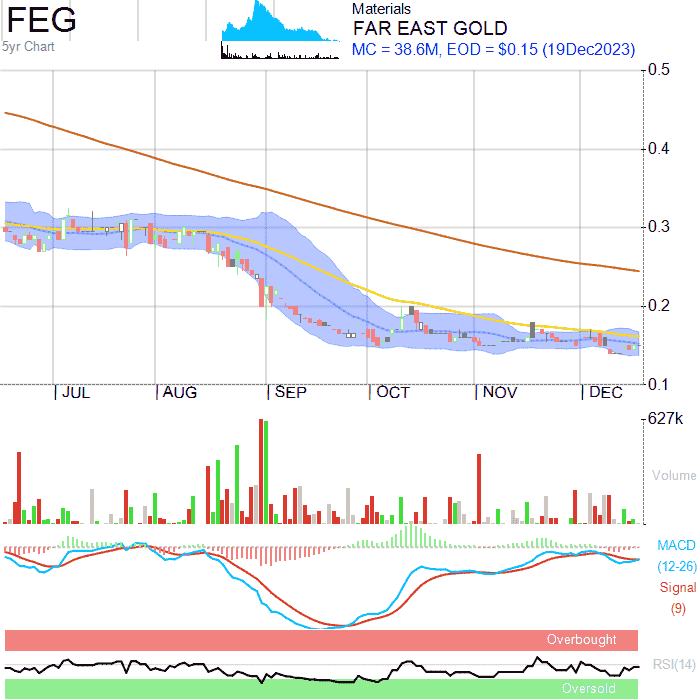 FEG
5yr Chart
Materials
FAR EAST GOLD
MC = 38.6M, EOD = $0.15 (19Dec2023)
0.5
0.4
0.3
0.2
0.1
JUL
AUG
SEP
OCT
NOV
DEC
627k
Volume
MACD
(12-26)
Signal
(9)
Overbought
RSI(14)
Oversold